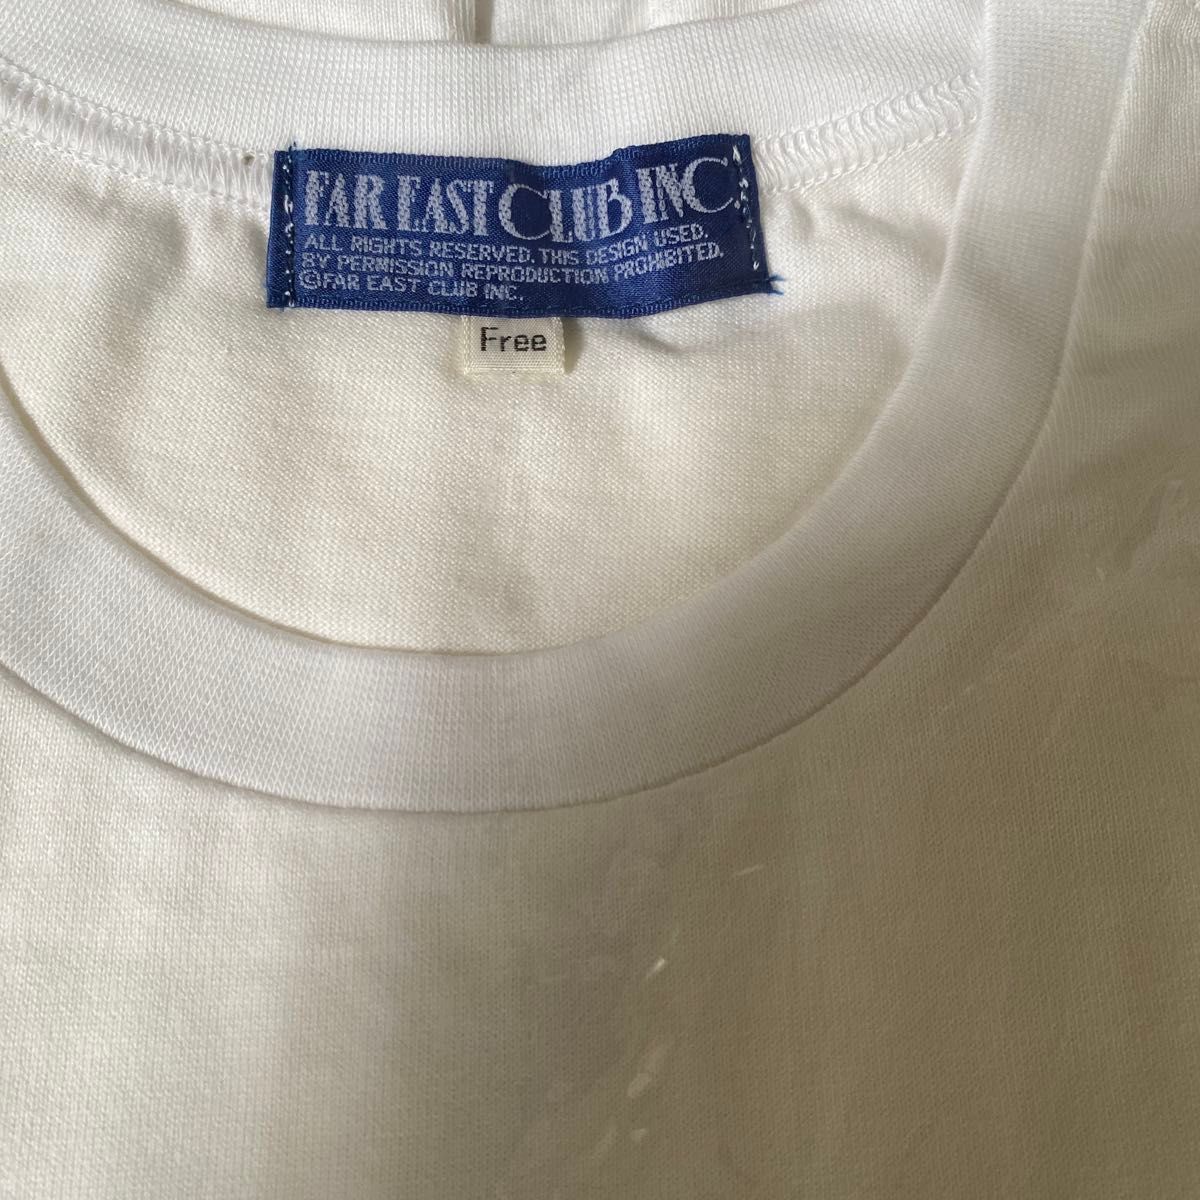 FAR EAST CLUB INC.
ALL RIGHTS RESERVED. THIS DESIGN USED.
BY PERMISSION REPRODUCTION PROHIBITED.
©FAR EAST CLUB INC.
Free